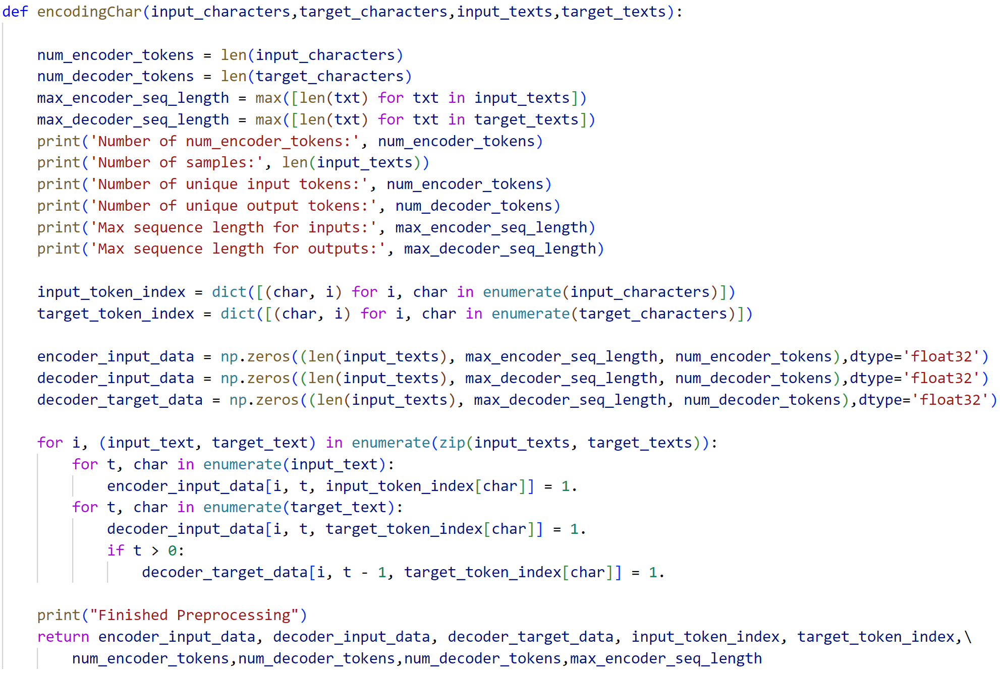 def encodingChar(input_characters,target_characters,input_texts,target_texts):
num_encoder_tokens = len(input_characters)
num_decoder_tokens = len(target_characters)
max_encoder_seq_length = max([len(txt) for txt in input_texts])
max_decoder_seq_length = max([len(txt) for txt in target_texts])
print('Number of num_encoder_tokens:', num_encoder_tokens)
print('Number of samples:', len(input_texts))
print('Number of unique input tokens:', num_encoder_tokens)
print('Number of unique output tokens:', num_decoder_tokens)
print('Max sequence length for inputs:', max_encoder_seq_length)
print('Max sequence length for outputs:', max_decoder_seq_length)
input_token_index = dict([(char, i) for i, char in enumerate(input_characters)])
target_token_index = dict([(char, i) for i, char in enumerate(target_characters)])
encoder_input_data = np.zeros((len(input_texts), max_encoder_seq_length, num_encoder_tokens),dtype='float32')
decoder_input_data = np.zeros((len(input_texts), max_decoder_seq_length, num_decoder_tokens),dtype='float32')
decoder_target_data = np.zeros((len(input_texts), max_decoder_seq_length, num_decoder_tokens),dtype='float32')
for i, (input_text, target_text) in enumerate(zip(input_texts, target_texts)):
for t, char in enumerate(input_text):
encoder_input_data[i, t, input_token_index[char]] = 1.
for t, char in enumerate(target_text):
decoder_input_data[i, t, target_token_index[char]] = 1.
if t > 0:
decoder_target_data[i, t - 1, target_token_index[char]] = 1.
print("Finished Preprocessing")
return encoder_input_data, decoder_input_data, decoder_target_data, input_token_index, target_token_index,\
num_encoder_tokens,num_decoder_tokens,num_decoder_tokens,max_encoder_seq_length